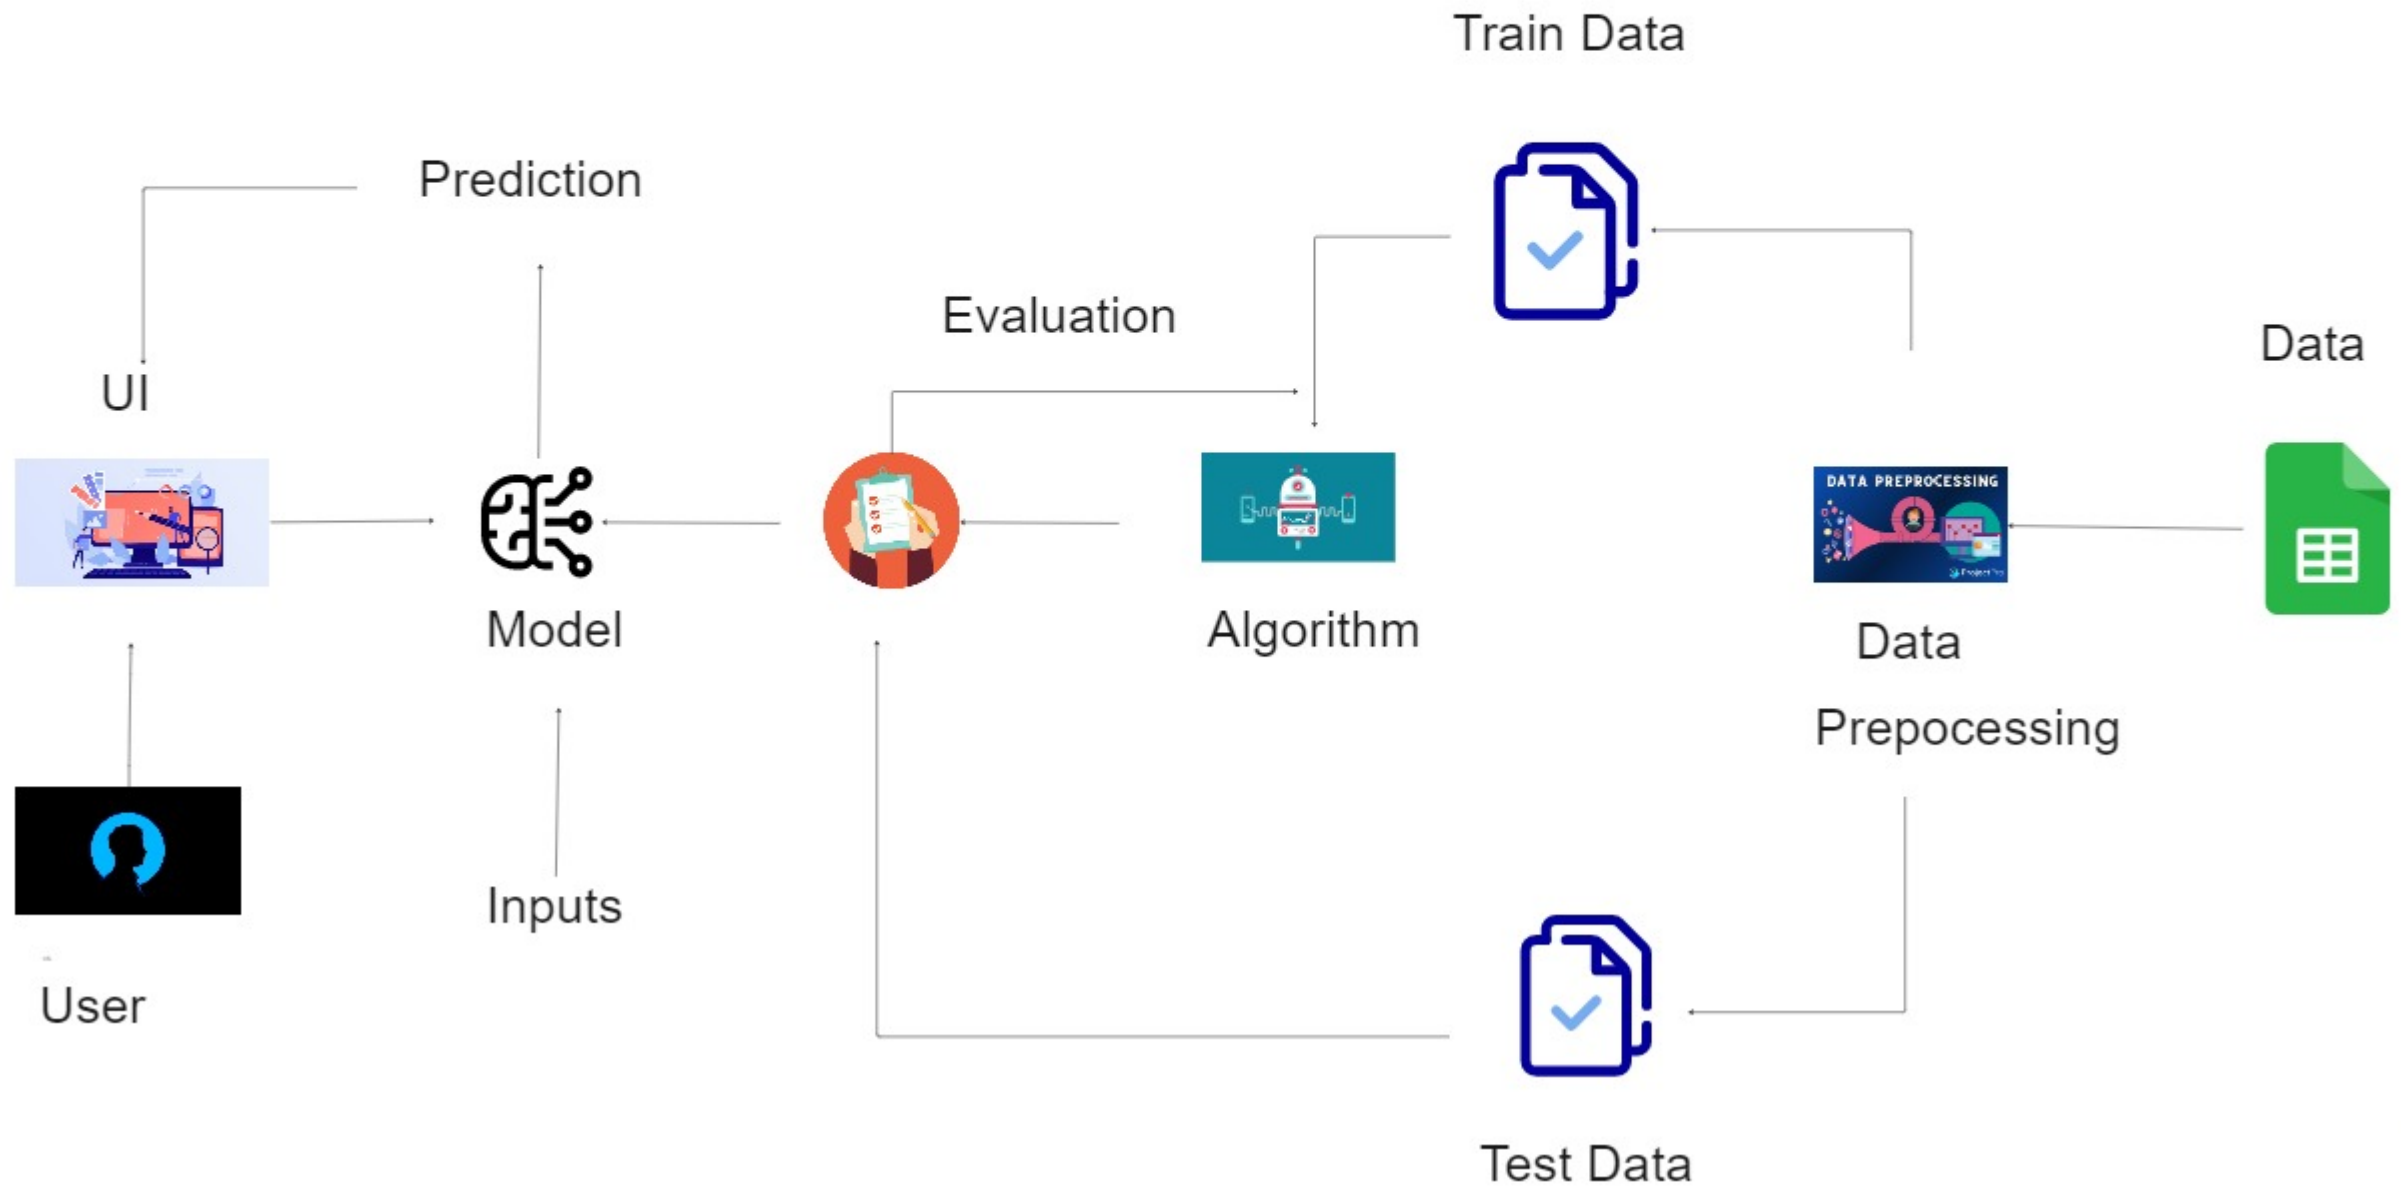 Train Data
Prediction
Evaluation
Data
UI
DATA PREPROCESSING
Model
Algorithm
Data
Prepocessing
Inputs
User
Test Data